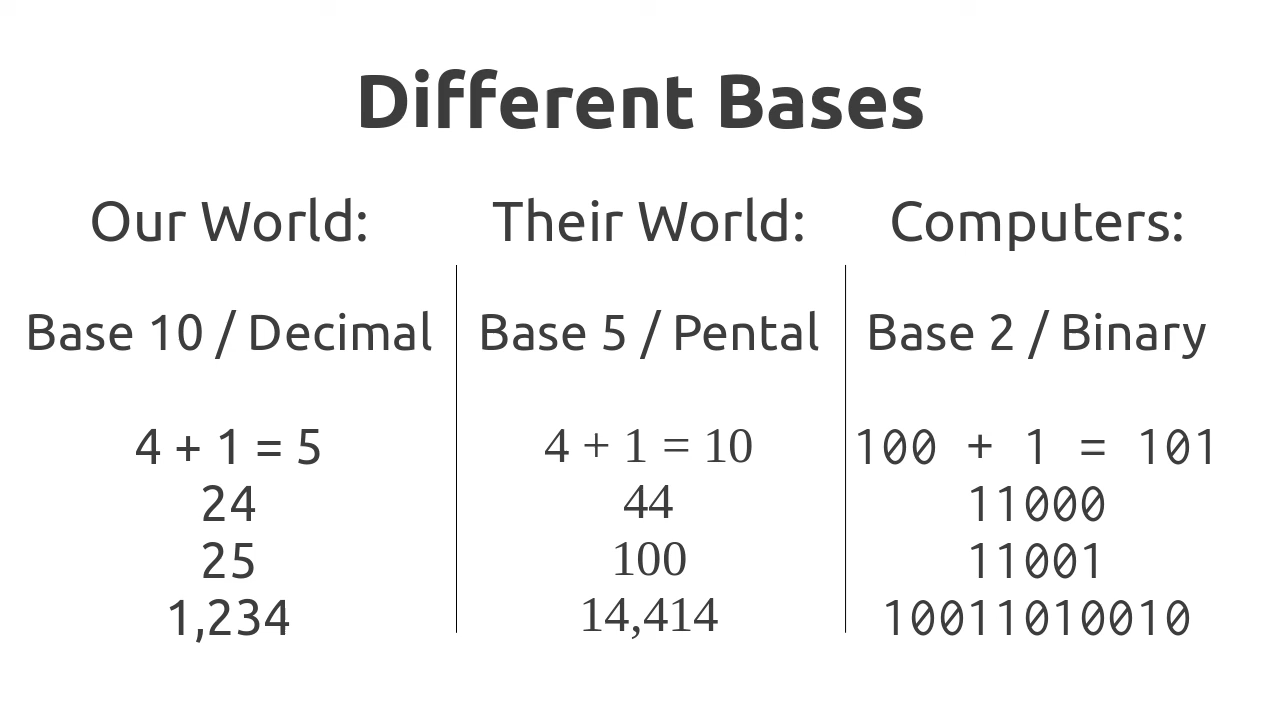 Different Bases
Our World:
Base 10 / Decimal
4 + 1 = 5
24
25
1,234
Their World:
Base 5 / Pental
4 + 1 = 10
44
100
14,414
Computers:
Base 2 / Binary
100 + 1 = 101
11000
11001
10011010010